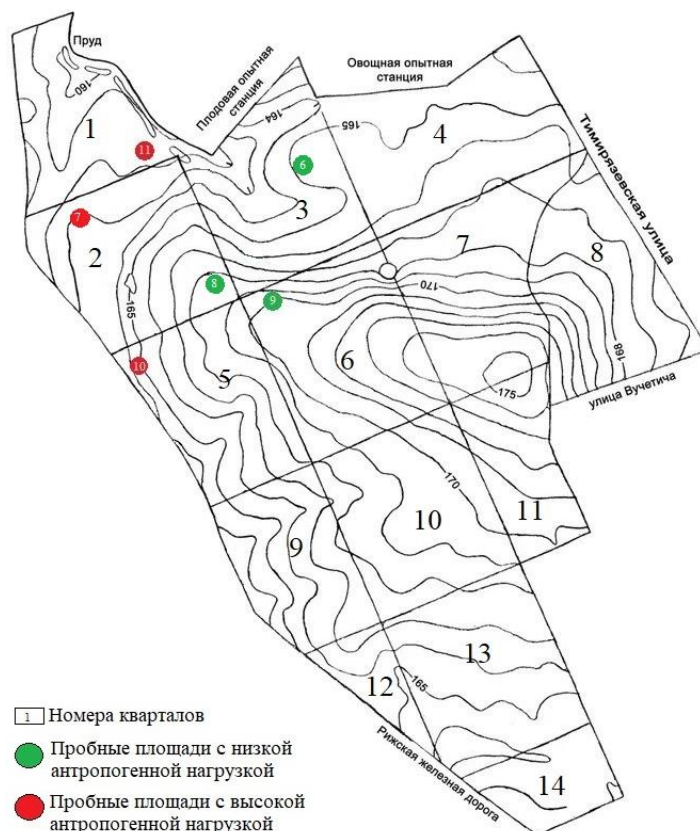 Пруд
160
Плодовая опытная
станция
Овощная опытная
станция
164
165
1
11
4
Тимирязевская улица
6
3
7
2
7
8
8
165
9
170
168
6
5
175
10
улица Вучетича
170
10
11
9
13
12
165
Рижская железная дорога
14
1 Номера кварталов
Пробные площади с низкой
антропогенной нагрузкой
Пробные площади с высокой
антропогенной нагрузкой